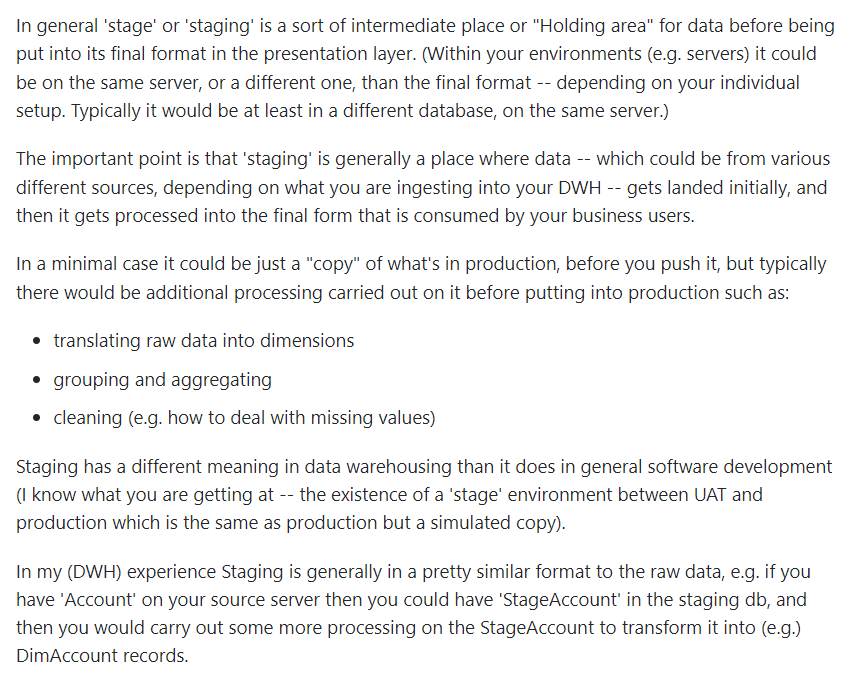 In general 'stage' or 'staging' is a sort of intermediate place or "Holding area" for data before being
put into its final format in the presentation layer. (Within your environments (e.g. servers) it could
be on the same server, or a different one, than the final format -- depending on your individual
setup. Typically it would be at least in a different database, on the same server.)
The important point is that 'staging' is generally a place where data -- which could be from various
different sources, depending on what you are ingesting into your DWH -- gets landed initially, and
then it gets processed into the final form that is consumed by your business users.
In a minimal case it could be just a "copy" of what's in production, before you push it, but typically
there would be additional processing carried out on it before putting into production such as:
• translating raw data into dimensions
• grouping and aggregating
• cleaning (e.g. how to deal with missing values)
Staging has a different meaning in data warehousing than it does in general software development
(I know what you are getting at -- the existence of a 'stage' environment between UAT and
production which is the same as production but a simulated copy).
In my (DWH) experience Staging is generally in a pretty similar format to the raw data, e.g. if you
have 'Account' on your source server then you could have 'StageAccount' in the staging db, and
then you would carry out some more processing on the StageAccount to transform it into (e.g.)
DimAccount records.